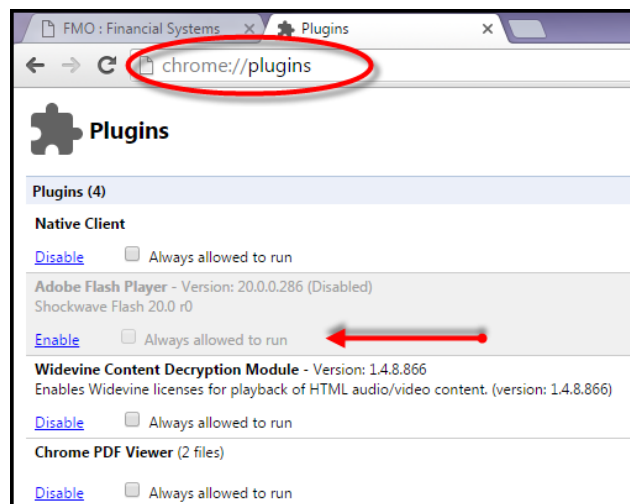 FMO : Financial Systems
Plugins
chrome://plugins
Plugins
Plugins (4)
Native Client
Disable Always allowed to run
Adobe Flash Player - Version: 20.0.0.286 (Disabled)
Shockwave Flash 20.0 r0
Enable Always allowed to run
Widevine Content Decryption Module - Version: 1.4.8.866
Enables Widevine licenses for playback of HTML audio/video content. (version: 1.4.8.866)
Disable Always allowed to run
Chrome PDF Viewer (2 files)
Disable Always allowed to run